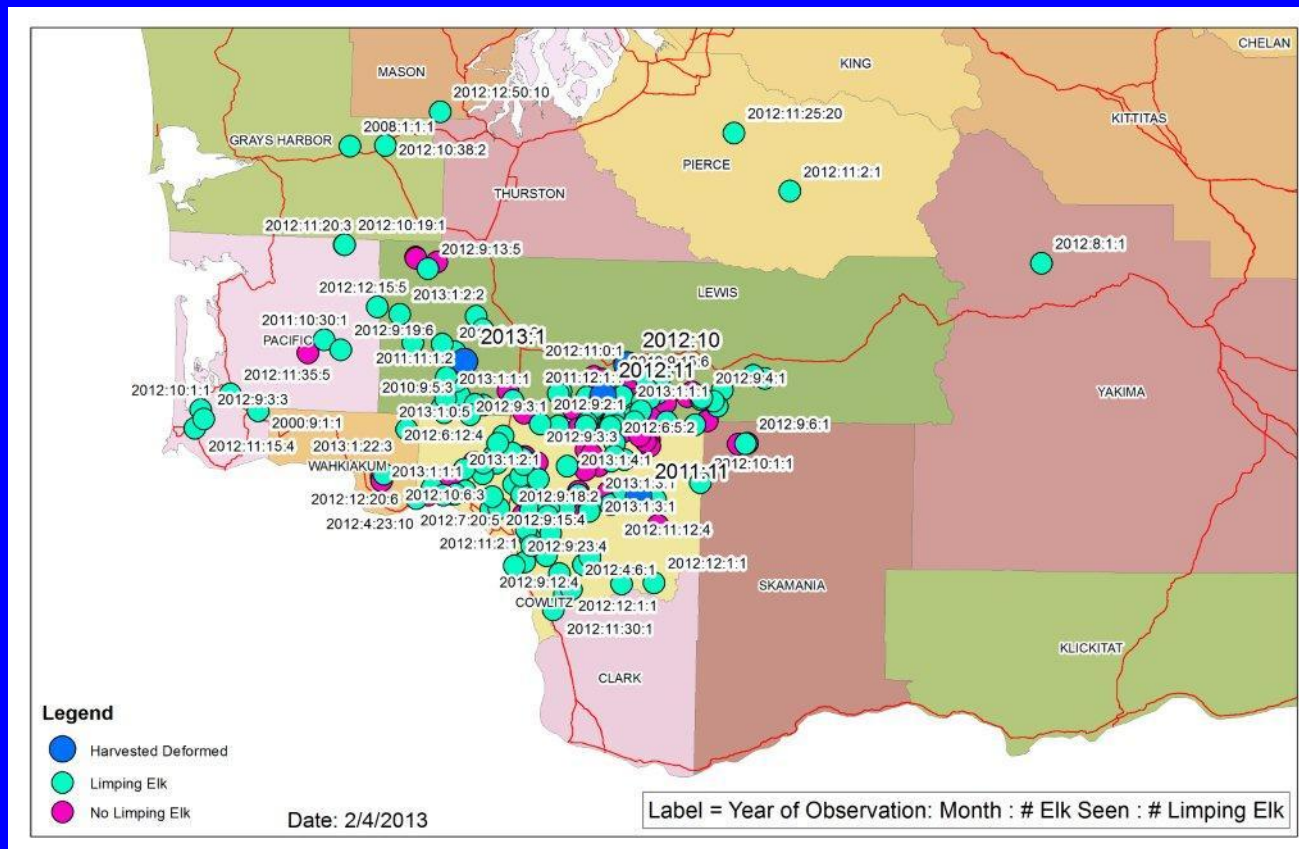 CHELAN
KING
MASON
2012:12:50:10
2012:11:25:20
KITTITAS
2008:1:1:1
GRAYS HARBOR
2012:10:38:2
PIERCE
2012:11:2:1
THURSTON
2012:11:20:3
2012:10:19:1
2012:9:13:5
2012:8:1:1
LEWIS
2012:12:15:5
2013:1:2:2
2011:10:30:1
2012:9:19:6
2013:1
2012:10
PACIFIC
2012:11:0:1
2011:11:1:2
2012:11
2012:11:35:5
2013:1:1:1
2011:12:1:
2012:9:4:1
2012:10:1:1
2010:9:5:3
2013:1:1:1
YAKIMA
2012:9:3:3
2012:9:3:1
2012:9:2:1
2013:1:0:5
2000:9:1:1
2012:6:12:4
2012:6:5:2
2012:9:6:1
2012:11:15:4
2013:1:22:3
2012:9:3:3
WAHKIAKUM
2013:1:2:1
2013:1:4:1
2012:10:1:1
2013:1:1:1
2011:11
2012:12:20:6
2012:10:6:3
2012:9:18:2
2013:1:3:1
2012:4:23:10
2012:7:20:5
2012:9:15:4
2012:11:12:4
2012:11:2:1
2012:9:23:4
2012:12:1:1
2012:4:6:1
2012:9:12:4
SKAMANIA
COWLITZ
2012:12:1:1
2012:11:30:1
KLICKITAT
CLARK
Legend
Harvested Deformed
Limping Elk
No Limping Elk
Date: 2/4/2013
Label = Year of Observation: Month : # Elk Seen : # Limping Elk